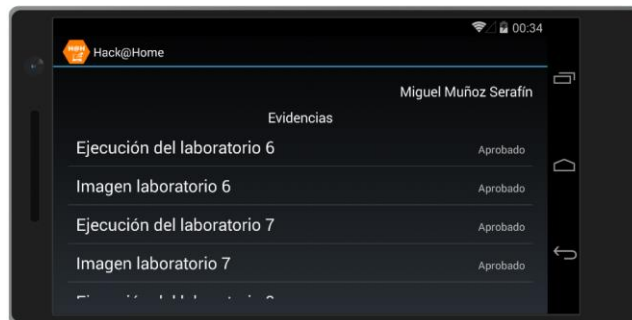 00:34
Hack@Home
Miguel Muñoz Serafín
Evidencias
Ejecución del laboratorio 6 Aprobado
Imagen laboratorio 6 Aprobado
Ejecución del laboratorio 7 Aprobado
Imagen laboratorio 7 Aprobado